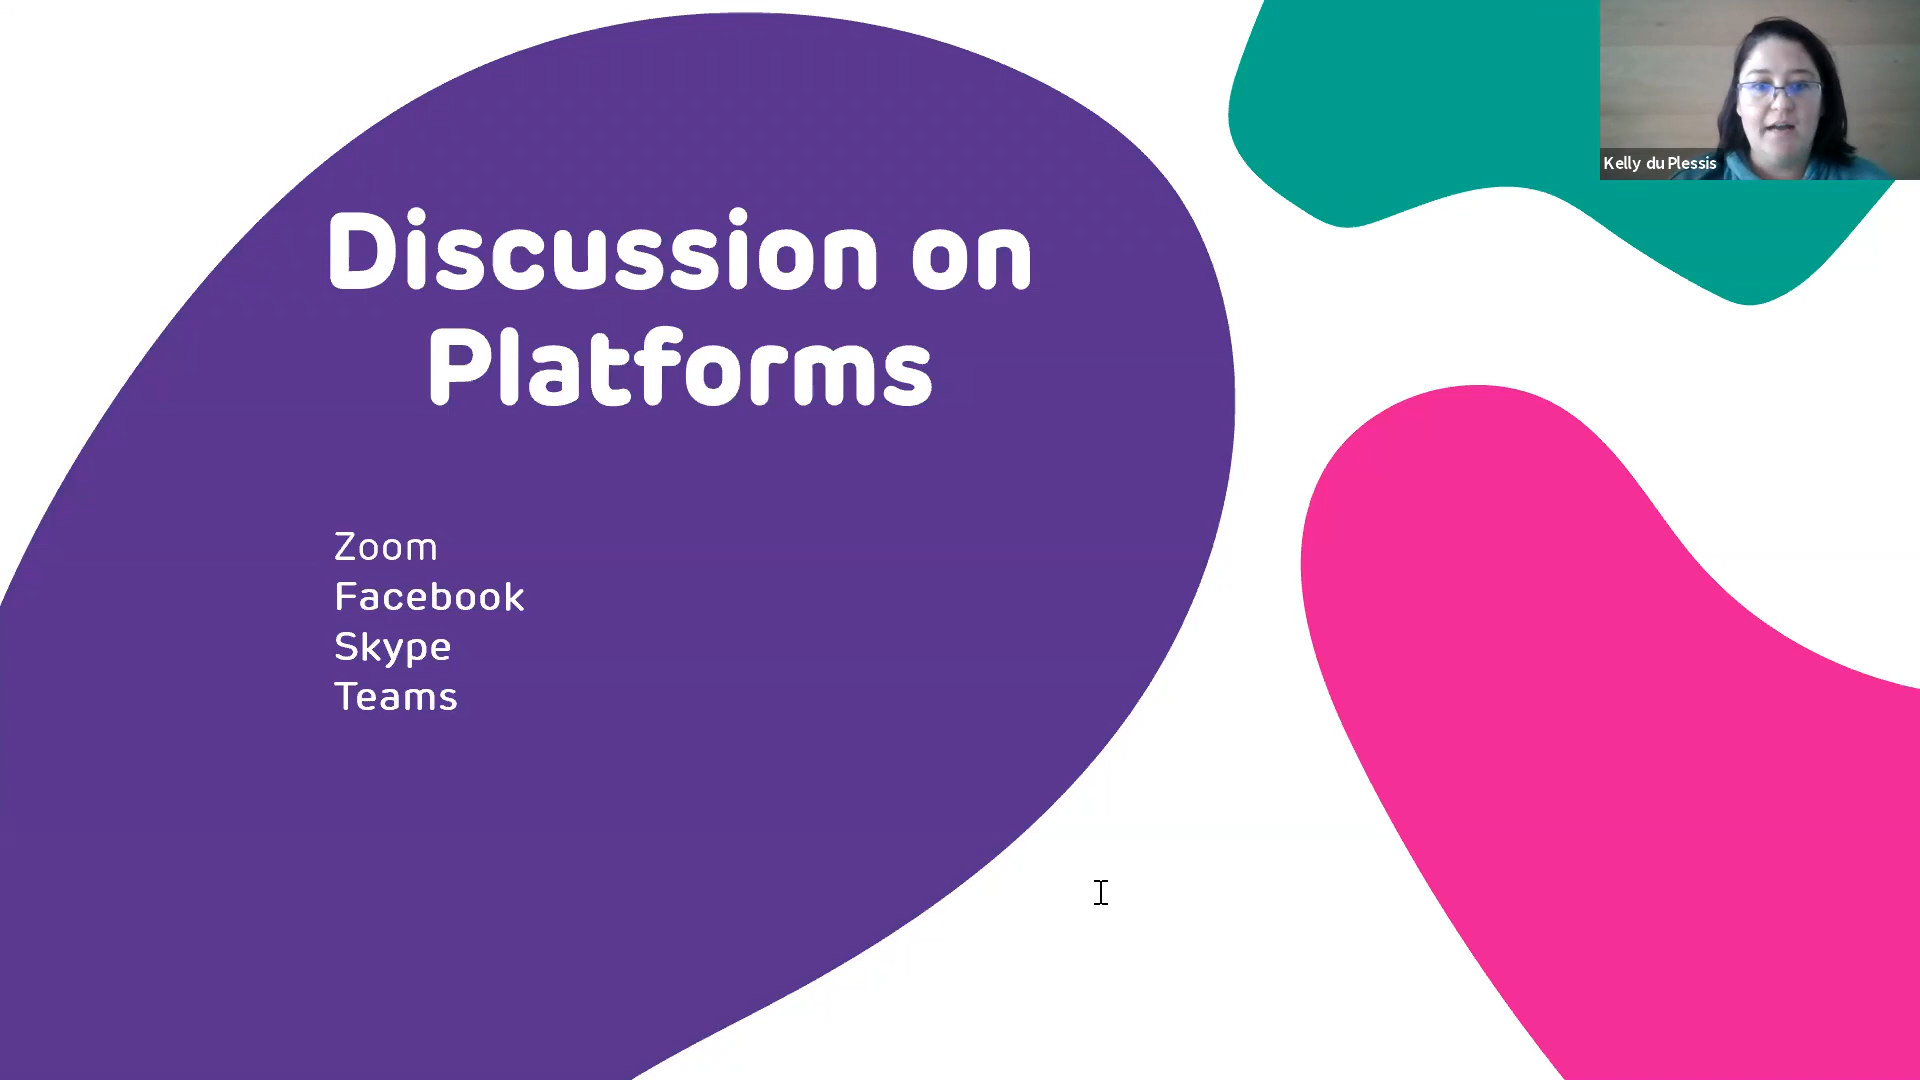 Discussion on
Platforms
Zoom
Facebook
Skype
Teams
Kelly du Plessis